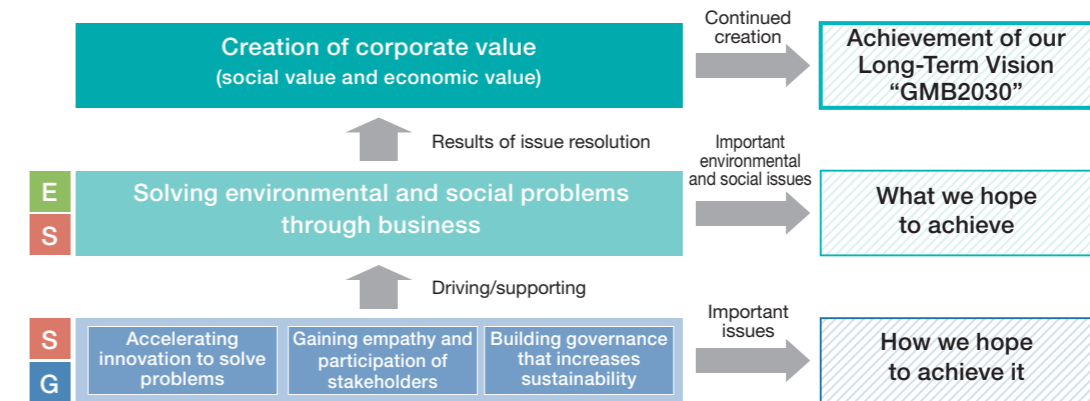 Creation of corporate value
(social value and economic value)
Continued
creation
Achievement of our
Long-Term Vision
“GMB2030”
Results of issue resolution
E
S
Solving environmental and social problems
through business
Important
environmental
and social issues
What we hope
to achieve
Driving/supporting
S
G
Accelerating
innovation to solve
problems
Gaining empathy and
participation of
stakeholders
Building governance
that increases
sustainability
Important
issues
How we hope
to achieve it